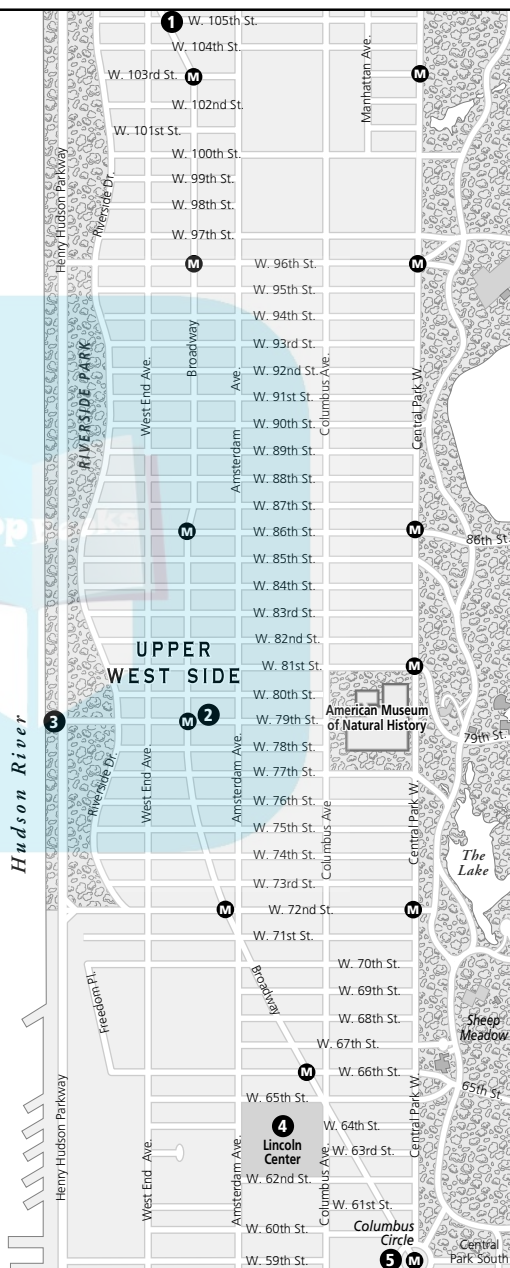 1 W. 105th St.
W. 104th St.
W. 103rd St. M
M
Manhattan Ave.
W. 102nd St.
W. 101st St.
W. 100th St.
W. 99th St.
W. 98th St.
Henry Hudson Parkway
Riverside Dr.
W. 97th St.
M W. 96th St. M
W. 95th St.
W. 94th St.
W. 93rd St.
W. 92nd St.
W. 91st St.
W. 90th St.
W. 89th St.
W. 88th St.
RIVERSIDE PARK
West End Ave.
Broadway
Amsterdam Ave.
Columbus Ave.
Central Park W.
W. 87th St.
M W. 86th St. M
86th St.
W. 85th St.
W. 84th St.
W. 83rd St.
W. 82nd St.
UPPER
WEST SIDE
W. 81st St. M
W. 80th St.
3 M 2 W. 79th St.
American Museum
of Natural History
79th St.
W. 78th St.
W. 77th St.
Hudson River
Riverside Dr.
West End Ave.
Amsterdam Ave.
Columbus Ave
Central Park W.
W. 76th St.
W. 75th St.
W. 74th St.
The
Lake
W. 73rd St.
M W. 72nd St. M
W. 71st St.
W. 70th St.
Freedom Pl.
Broadway
W. 69th St.
W. 68th St.
Sheep
Meadow
W. 67th St.
M W. 66th St.
65th St.
W. 65th St.
4
Lincoln
Center
W. 64th St.
W. 63rd St.
Henry Hudson Parkway
West End Ave.
Amsterdam Ave.
Columbus Ave.
Central Park W.
W. 62nd St.
W. 61st St.
W. 60th St.
Columbus
Circle
W. 59th St.
5 M
Central
Park South